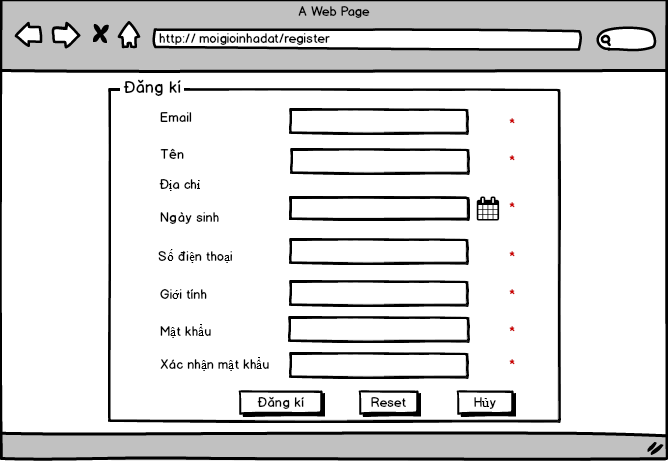 A Web Page
http:// moigioinhadat/register
Đăng kí
Email
*
Tên
*
Địa chỉ
Ngày sinh
*
Số điện thoại
*
Giới tính
*
Mật khẩu
*
Xác nhận mật khẩu
*
Đăng kí
Reset
Hủy